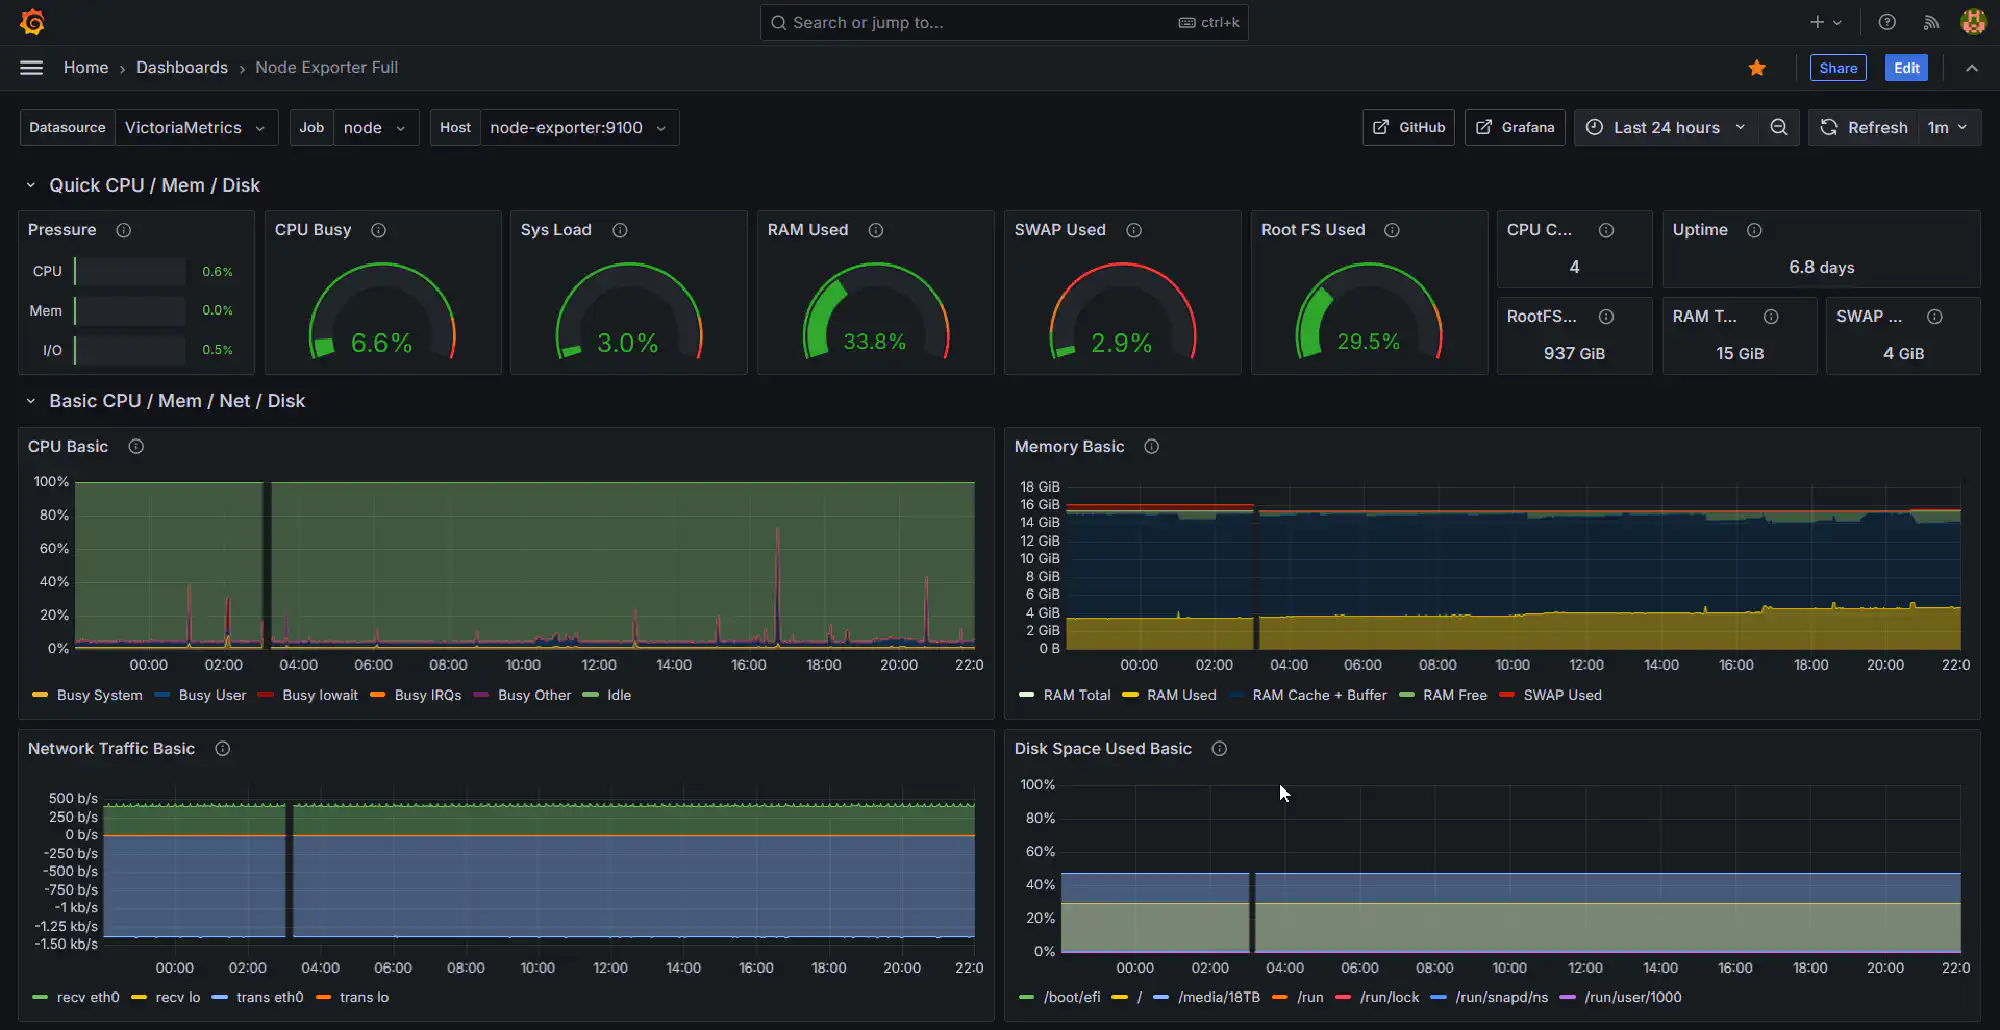 Search or jump to... ctrl+k
Home › Dashboards › Node Exporter Full Share Edit
Datasource VictoriaMetrics Job node Host node-exporter:9100 GitHub Grafana Last 24 hours Refresh 1m
Quick CPU / Mem / Disk
Pressure
CPU 0.6%
Mem 0.0%
I/O 0.5%
CPU Busy
6.6%
Sys Load
3.0%
RAM Used
33.8%
SWAP Used
2.9%
Root FS Used
29.5%
CPU C...
4
Uptime
6.8 days
RootFS...
937 GiB
RAM T...
15 GiB
SWAP ...
4 GiB
Basic CPU / Mem / Net / Disk
CPU Basic
100%
80%
60%
40%
20%
0%
00:00 02:00 04:00 06:00 08:00 10:00 12:00 14:00 16:00 18:00 20:00 22:0
Busy System Busy User Busy Iowait Busy IRQs Busy Other Idle
Memory Basic
18 GiB
16 GiB
14 GiB
12 GiB
10 GiB
8 GiB
6 GiB
4 GiB
2 GiB
0 B
00:00 02:00 04:00 06:00 08:00 10:00 12:00 14:00 16:00 18:00 20:00 22:0
RAM Total RAM Used RAM Cache + Buffer RAM Free SWAP Used
Network Traffic Basic
500 b/s
250 b/s
0 b/s
-250 b/s
-500 b/s
-750 b/s
-1 kb/s
-1.25 kb/s
-1.50 kb/s
00:00 02:00 04:00 06:00 08:00 10:00 12:00 14:00 16:00 18:00 20:00 22:0
recv eth0 recv lo trans eth0 trans lo
Disk Space Used Basic
100%
80%
60%
40%
20%
0%
00:00 02:00 04:00 06:00 08:00 10:00 12:00 14:00 16:00 18:00 20:00 22:0
/boot/efi / /media/18TB /run /run/lock /run/snapd/ns /run/user/1000